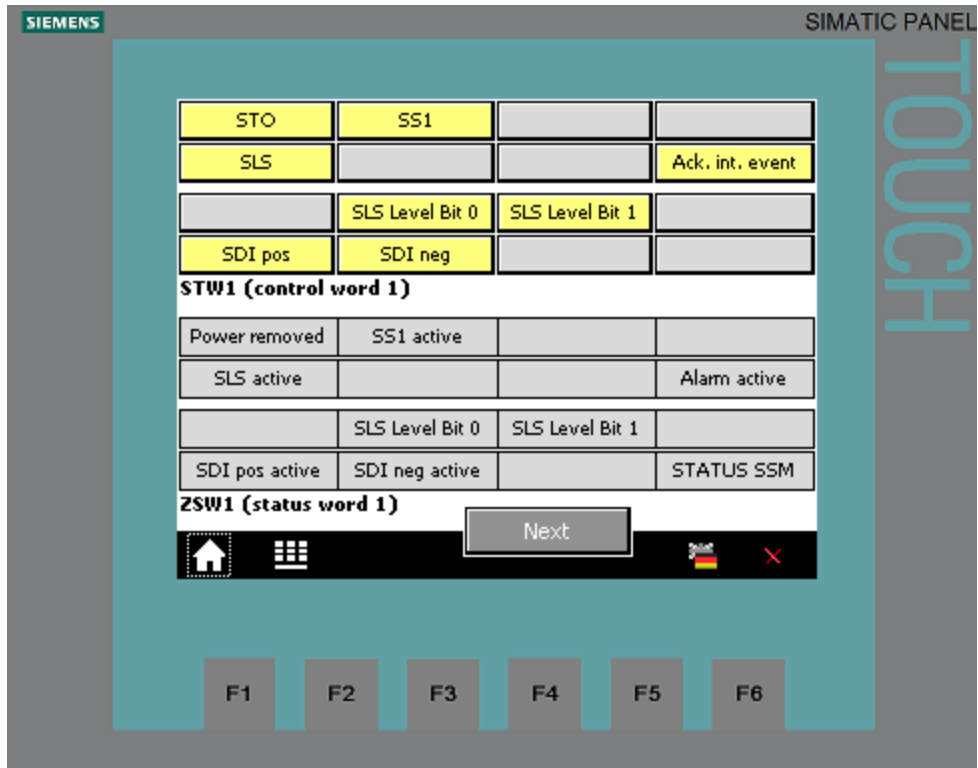 SIEMENS
SIMATIC PANEL
TOUCH
STO SS1
SLS Ack. int. event
SLS Level Bit 0 SLS Level Bit 1
SDI pos SDI neg
STW1 (control word 1)
Power removed SS1 active
SLS active Alarm active
SLS Level Bit 0 SLS Level Bit 1
SDI pos active SDI neg active STATUS SSM
ZSW1 (status word 1)
Next
F1 F2 F3 F4 F5 F6